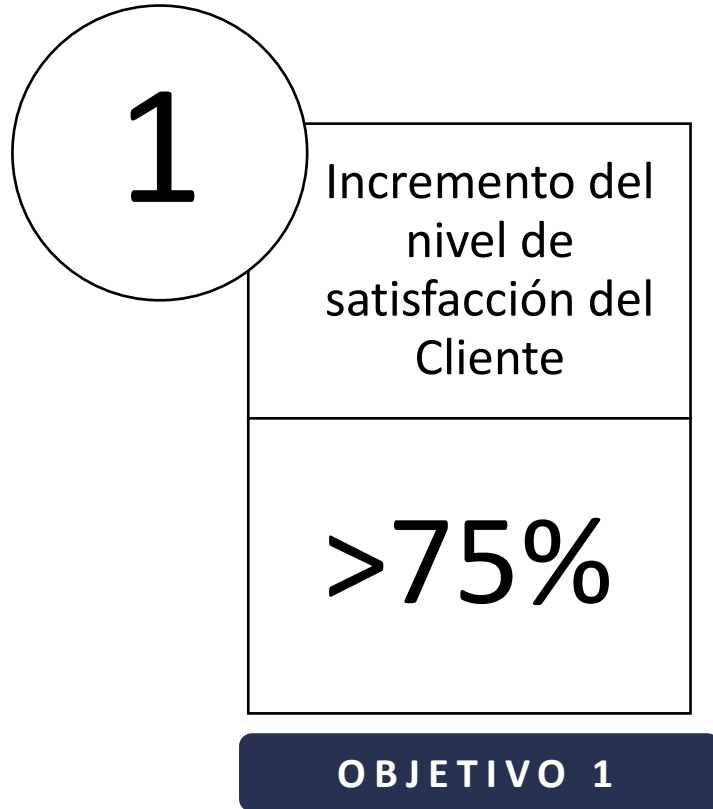 1
Incremento del
nivel de
satisfacción del
Cliente
>75%
OBJETIVO 1